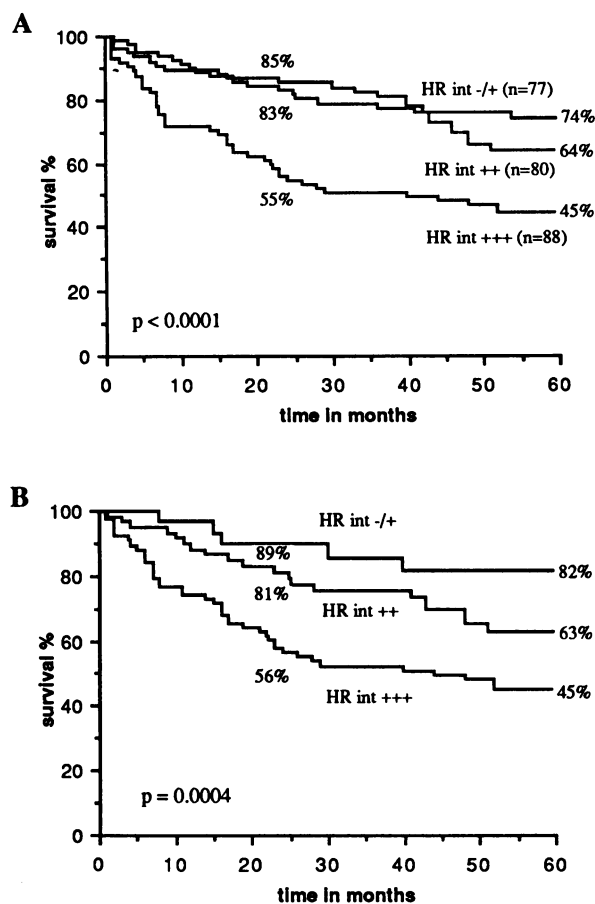 A
100
80
60
40
20
0
survival %
85%
83%
55%
HR int -/+ (n=77)
74%
64%
HR int ++ (n=80)
45%
HR int +++ (n=88)
p < 0.0001
0 10 20 30 40 50 60
time in months
B
100
80
60
40
20
0
survival %
HR int -/+
89%
82%
81%
HR int ++
63%
56%
HR int +++
45%
p = 0.0004
0 10 20 30 40 50 60
time in months